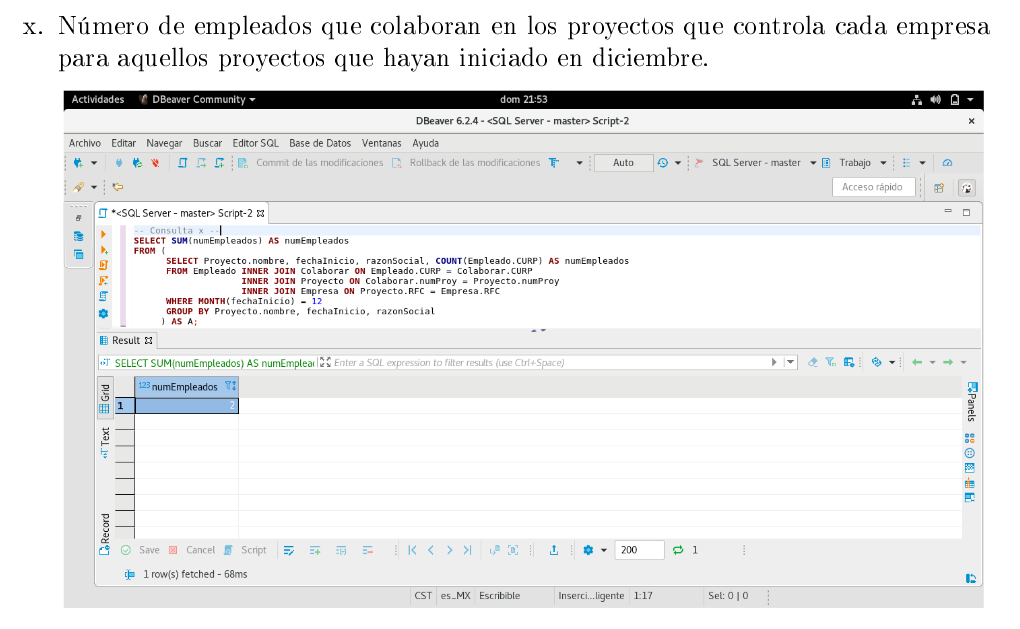 x. Número de empleados que colaboran en los proyectos que controla cada empresa
para aquellos proyectos que hayan iniciado en diciembre.
Actividades DBeaver Community dom 21:53
DBeaver 6.2.4 - <SQL Server - master> Script-2
Archivo Editar Navegar Buscar Editor SQL Base de Datos Ventanas Ayuda
Commit de las modificaciones Rollback de las modificaciones Auto SQL Server - master Trabajo
Acceso rápido
*<SQL Server - master> Script-2
-- Consulta x --
SELECT SUM(numEmpleados) AS numEmpleados
FROM (
SELECT Proyecto.nombre, fechaInicio, razonSocial, COUNT(Empleado.CURP) AS numEmpleados
FROM Empleado INNER JOIN Colaborar ON Empleado.CURP = Colaborar.CURP
INNER JOIN Proyecto ON Colaborar.numProy = Proyecto.numProy
INNER JOIN Empresa ON Proyecto.RFC = Empresa.RFC
WHERE MONTH(fechaInicio) = 12
GROUP BY Proyecto.nombre, fechaInicio, razonSocial
) AS A;
Result
SELECT SUM(numEmpleados) AS numEmplea Enter a SQL expression to filter results (use Ctrl+Space)
Grid
Text
Record
123 numEmpleados
1 2
Panels
Save Cancel Script 200 1
1 row(s) fetched - 68ms
CST es_MX Escribible Inserci...ligente 1:17 Sel: 0 | 0